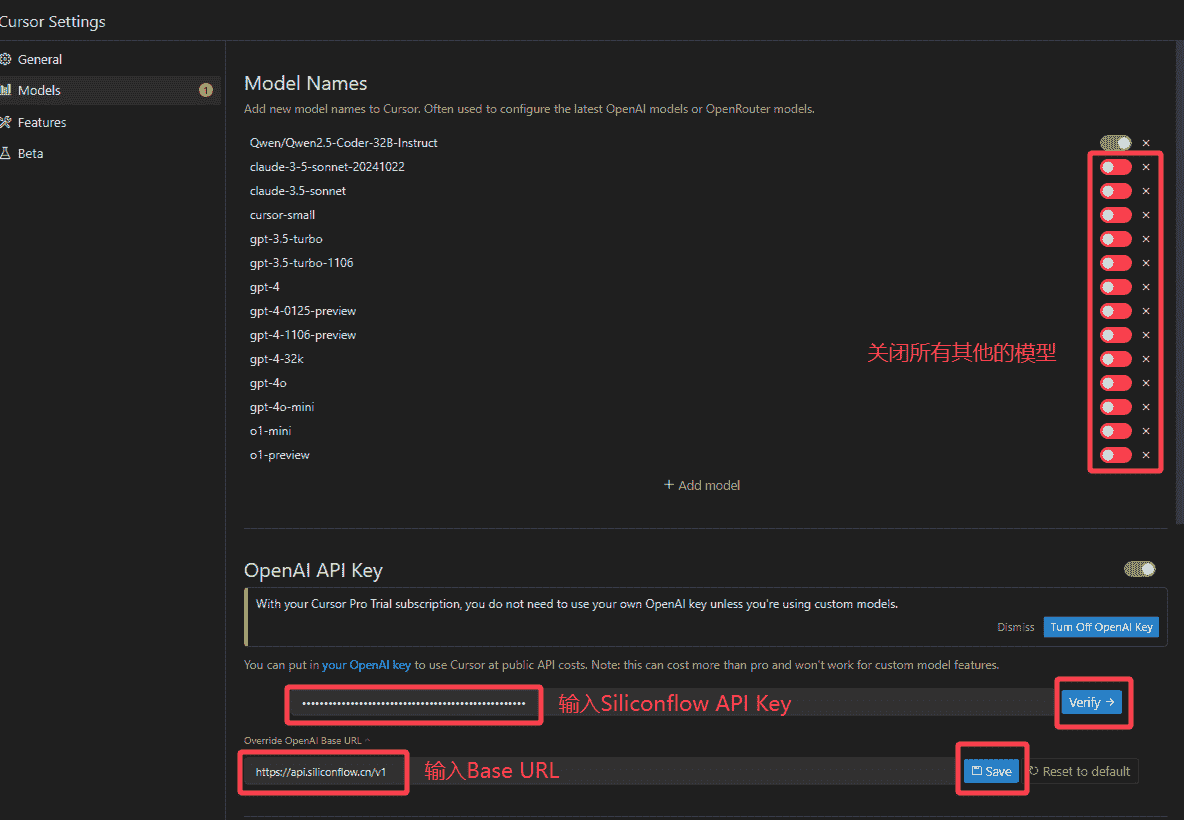 Cursor Settings
General
Models 1
Features
Beta
Model Names
Add new model names to Cursor. Often used to configure the latest OpenAI models or OpenRouter models.
Qwen/Qwen2.5-Coder-32B-Instruct
claude-3-5-sonnet-20241022
claude-3.5-sonnet
cursor-small
gpt-3.5-turbo
gpt-3.5-turbo-1106
gpt-4
gpt-4-0125-preview
gpt-4-1106-preview
关闭所有其他的模型
gpt-4-32k
gpt-4o
gpt-4o-mini
o1-mini
o1-preview
+ Add model
OpenAI API Key
With your Cursor Pro Trial subscription, you do not need to use your own OpenAI key unless you're using custom models.
Dismiss Turn Off OpenAI Key
You can put in your OpenAI key to use Cursor at public API costs. Note: this can cost more than pro and won't work for custom model features.
输入Siliconflow API Key Verify →
Override OpenAI Base URL
https://api.siliconflow.cn/v1 输入Base URL Save Reset to default